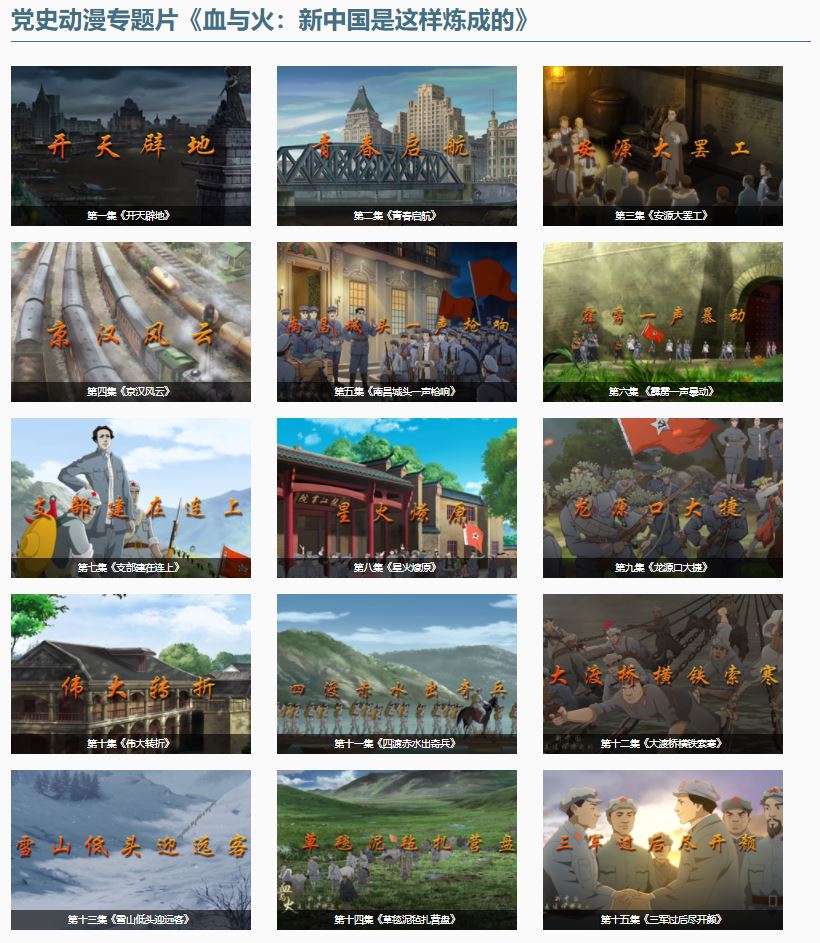 党史动漫专题片《血与火：新中国是这样炼成的》
开天辟地
第一集《开天辟地》
青春启航
第二集《青春启航》
安源大罢工
第三集《安源大罢工》
京汉风云
第四集《京汉风云》
南昌城头一声枪响
第五集《南昌城头一声枪响》
霹雳一声暴动
第六集 《霹雳一声暴动》
支部建在连上
第七集《支部建在连上》
星火燎原
第八集《星火燎原》
龙源口大捷
第九集《龙源口大捷》
伟大转折
第十集《伟大转折》
四渡赤水出奇兵
第十一集《四渡赤水出奇兵》
大渡桥横铁索寒
第十二集《大渡桥横铁索寒》
雪山低头迎远客
第十三集《雪山低头迎远客》
草毯泥毡扎营盘
血与火
第十四集《草毯泥毡扎营盘》
三军过后尽开颜
第十五集《三军过后尽开颜》